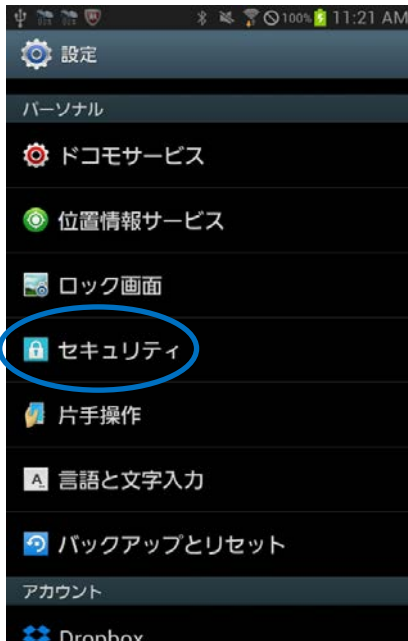 100% 11:21 AM
設定
パーソナル
ドコモサービス
位置情報サービス
ロック画面
セキュリティ
片手操作
A 言語と文字入力
バックアップとリセット
アカウント
Dropbox